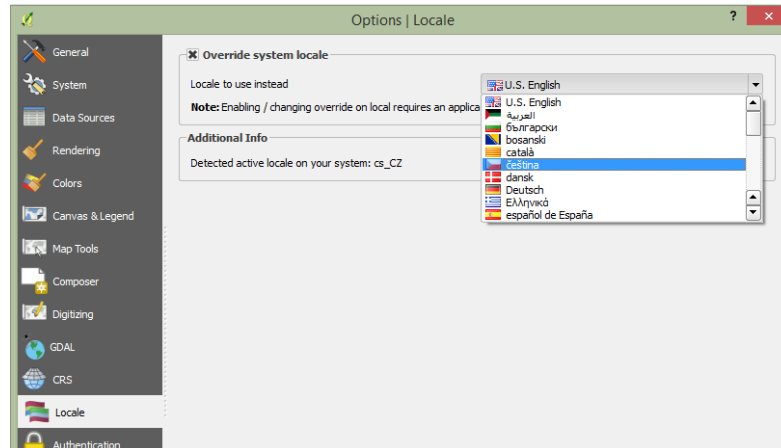 Options | Locale
?
×
General
System
Data Sources
Rendering
Colors
Canvas & Legend
Map Tools
Composer
Digitizing
GDAL
CRS
Locale
Authentication
Override system locale
Locale to use instead
U.S. English
Note: Enabling / changing override on local requires an applica
Additional Info
Detected active locale on your system: cs_CZ
U.S. English
العربية
български
bosanski
català
čeština
dansk
Deutsch
Ελληνικά
español de España